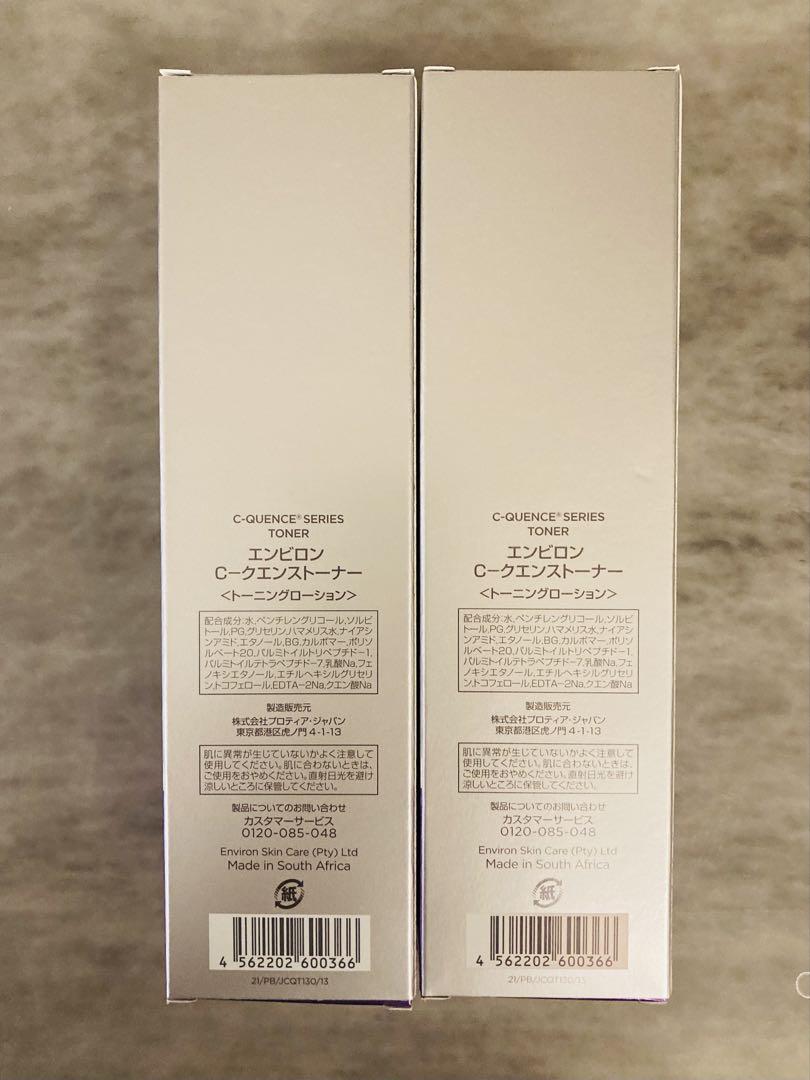 C-QUENCE® SERIES
TONER
エンビロン
C-クエンストーナー
<トーニングローション>
配合成分:水,ペンチレングリコール,ソルビ
トール,PG,グリセリン,ハマメリス水,ナイアシ
ンアミド,エタノール,BG,カルボマー,ポリソ
ルベート20,パルミトイルトリペプチド-1,
パルミトイルテトラペプチド-7,乳酸Na,フェ
ノキシエタノール,エチルヘキシルグリセリ
ン,トコフェロール,EDTA-2Na,クエン酸Na
製造販売元
株式会社プロティア・ジャパン
東京都港区虎ノ門 4-1-13
肌に異常が生じていないかよく注意して
使用してください。肌に合わないときは、
ご使用をおやめください。直射日光を避け
涼しいところに保管してください。
製品についてのお問い合わせ
カスタマーサービス
0120-085-048
Environ Skin Care (Pty) Ltd
Made in South Africa
紙
4 562202 600366
21/PB/JCQT130/13
C-QUENCE® SERIES
TONER
エンビロン
C-クエンストーナー
<トーニングローション>
配合成分:水,ペンチレングリコール,ソルビ
トール,PG,グリセリン,ハマメリス水,ナイアシ
ンアミド,エタノール,BG,カルボマー,ポリソ
ルベート20,パルミトイルトリペプチド-1,
パルミトイルテトラペプチド-7,乳酸Na,フェ
ノキシエタノール,エチルヘキシルグリセリ
ン,トコフェロール,EDTA-2Na,クエン酸Na
製造販売元
株式会社プロティア・ジャパン
東京都港区虎ノ門 4-1-13
肌に異常が生じていないかよく注意して
使用してください。肌に合わないときは、
ご使用をおやめください。直射日光を避け
涼しいところに保管してください。
製品についてのお問い合わせ
カスタマーサービス
0120-085-048
Environ Skin Care (Pty) Ltd
Made in South Africa
紙
4 562202 600366
21/PB/JCQT130/13